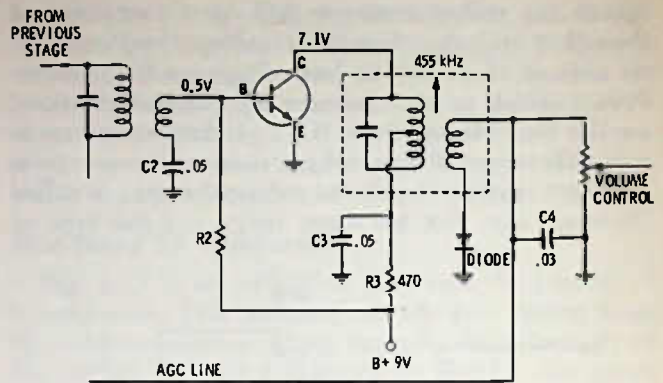 FROM
PREVIOUS
STAGE
7.1V
C
455 kHz
0.5V
B
E
C2
.05
VOLUME
CONTROL
R2
C3
.05
DIODE
C4
.03
R3
470
B+ 9V
AGC LINE